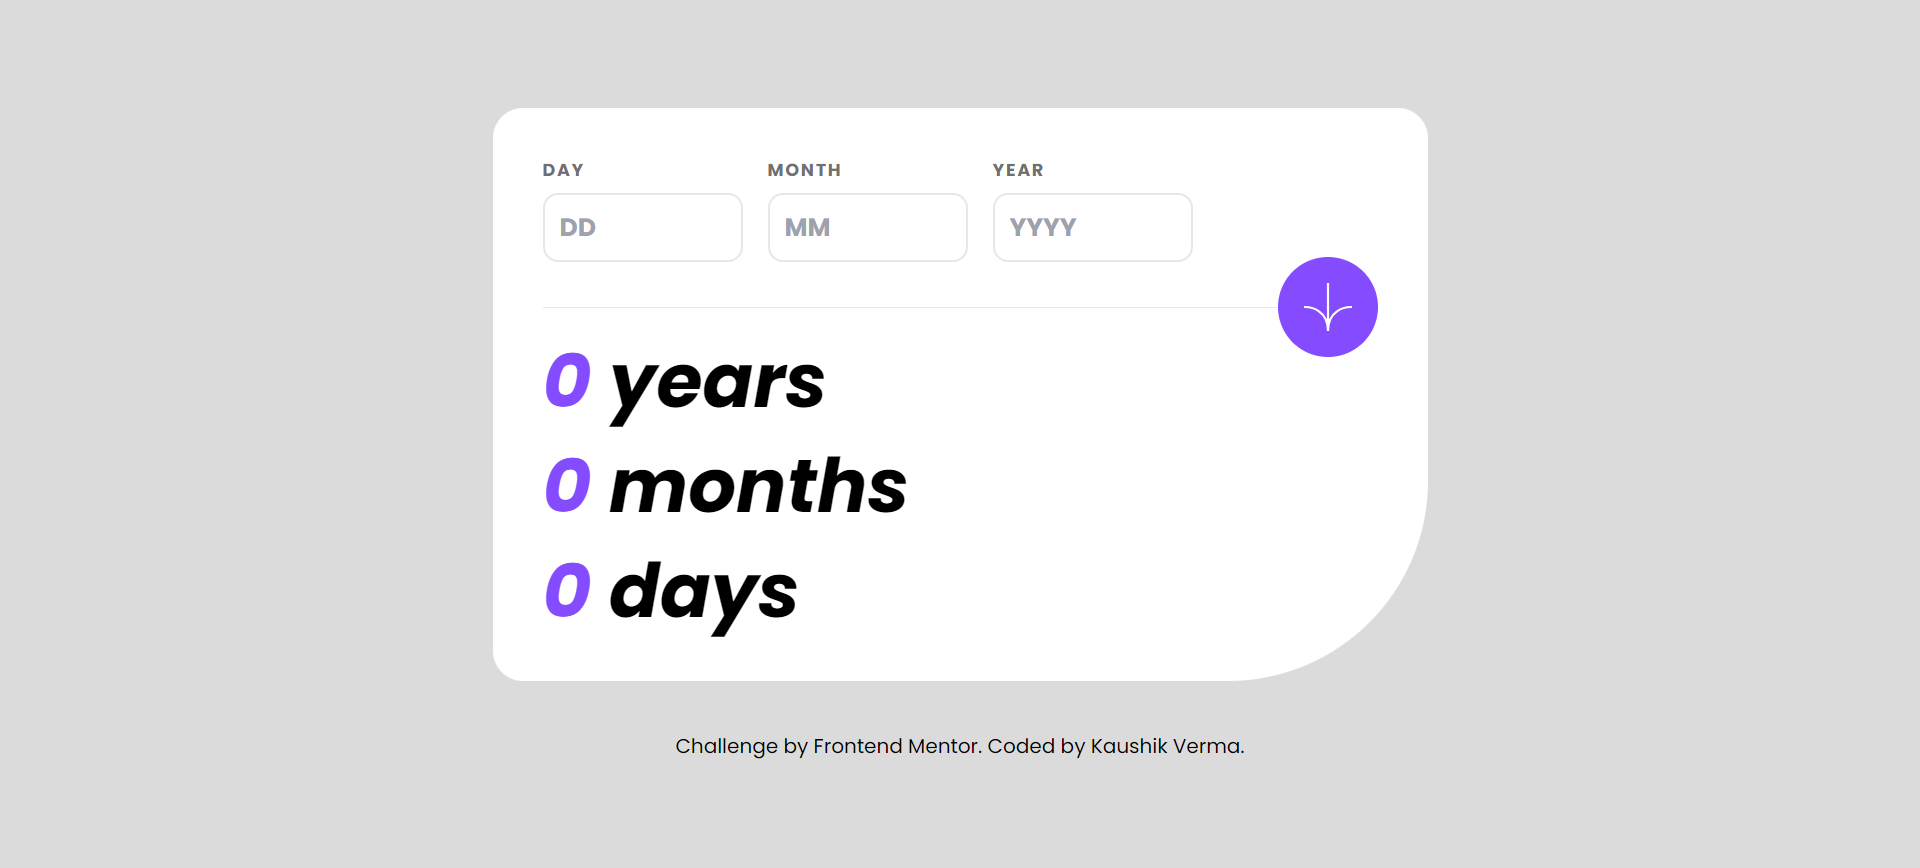 DAY MONTH YEAR
DD MM YYYY
0 years
0 months
0 days
Challenge by Frontend Mentor. Coded by Kaushik Verma.